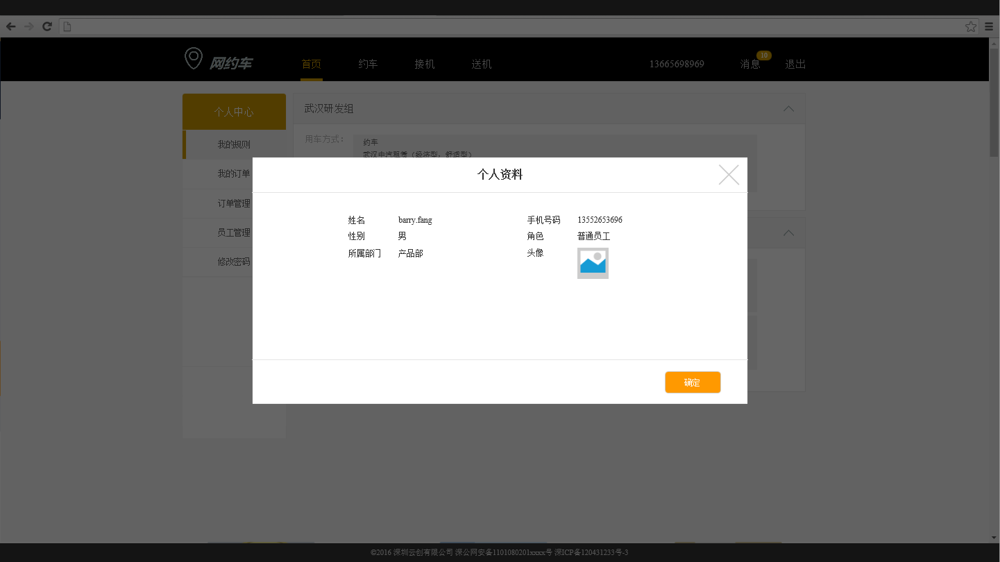 网约车 首页 约车 接机 送机 13665698969 消息 10 退出
个人中心
我的规则
我的订单
订单管理
员工管理
修改密码
武汉研发组
用车方式： 约车
武汉中汽租赁（经济型，舒适型）
个人资料
姓名 barry.fang 手机号码 13552653696
性别 男 角色 普通员工
所属部门 产品部 头像
确定
©2016 深圳云创有限公司 深公网安备1101080201xxxx号 深ICP备120431233号-3